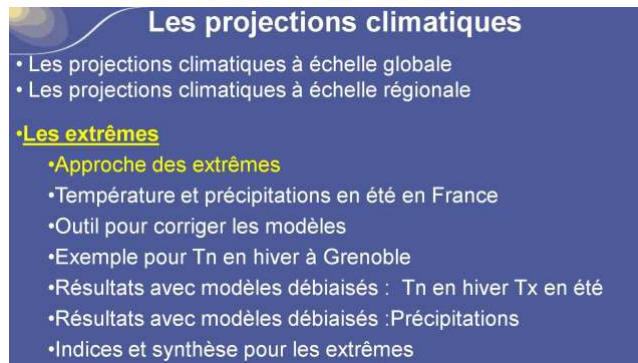 Les projections climatiques
• Les projections climatiques à échelle globale
• Les projections climatiques à échelle régionale
•Les extrêmes
•Approche des extrêmes
•Température et précipitations en été en France
•Outil pour corriger les modèles
•Exemple pour Tn en hiver à Grenoble
•Résultats avec modèles débiaisés : Tn en hiver Tx en été
•Résultats avec modèles débiaisés :Précipitations
•Indices et synthèse pour les extrêmes